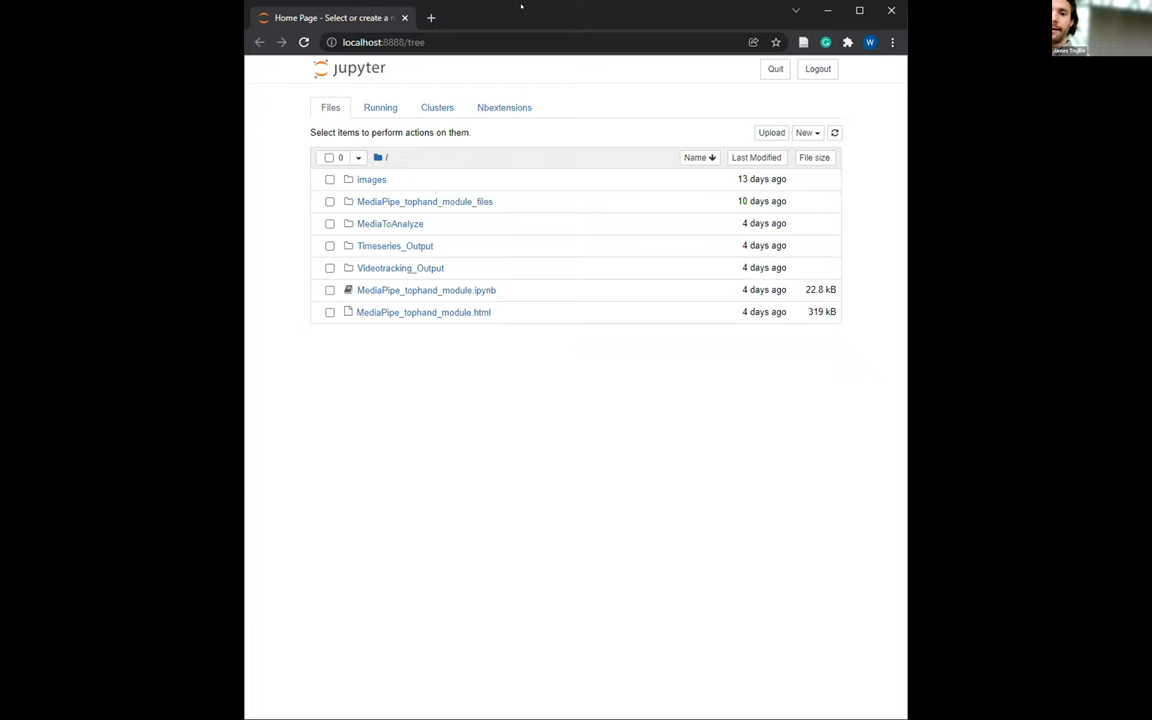 Home Page - Select or create a n
localhost:8888/tree
W
James Trujillo
jupyter
Quit
Logout
Files
Running
Clusters
Nbextensions
Select items to perform actions on them.
Upload
New
0
/
Name
Last Modified
File size
images
13 days ago
MediaPipe_tophand_module_files
10 days ago
MediaToAnalyze
4 days ago
Timeseries_Output
4 days ago
Videotracking_Output
4 days ago
MediaPipe_tophand_module.ipynb
4 days ago
22.8 kB
MediaPipe_tophand_module.html
4 days ago
319 kB